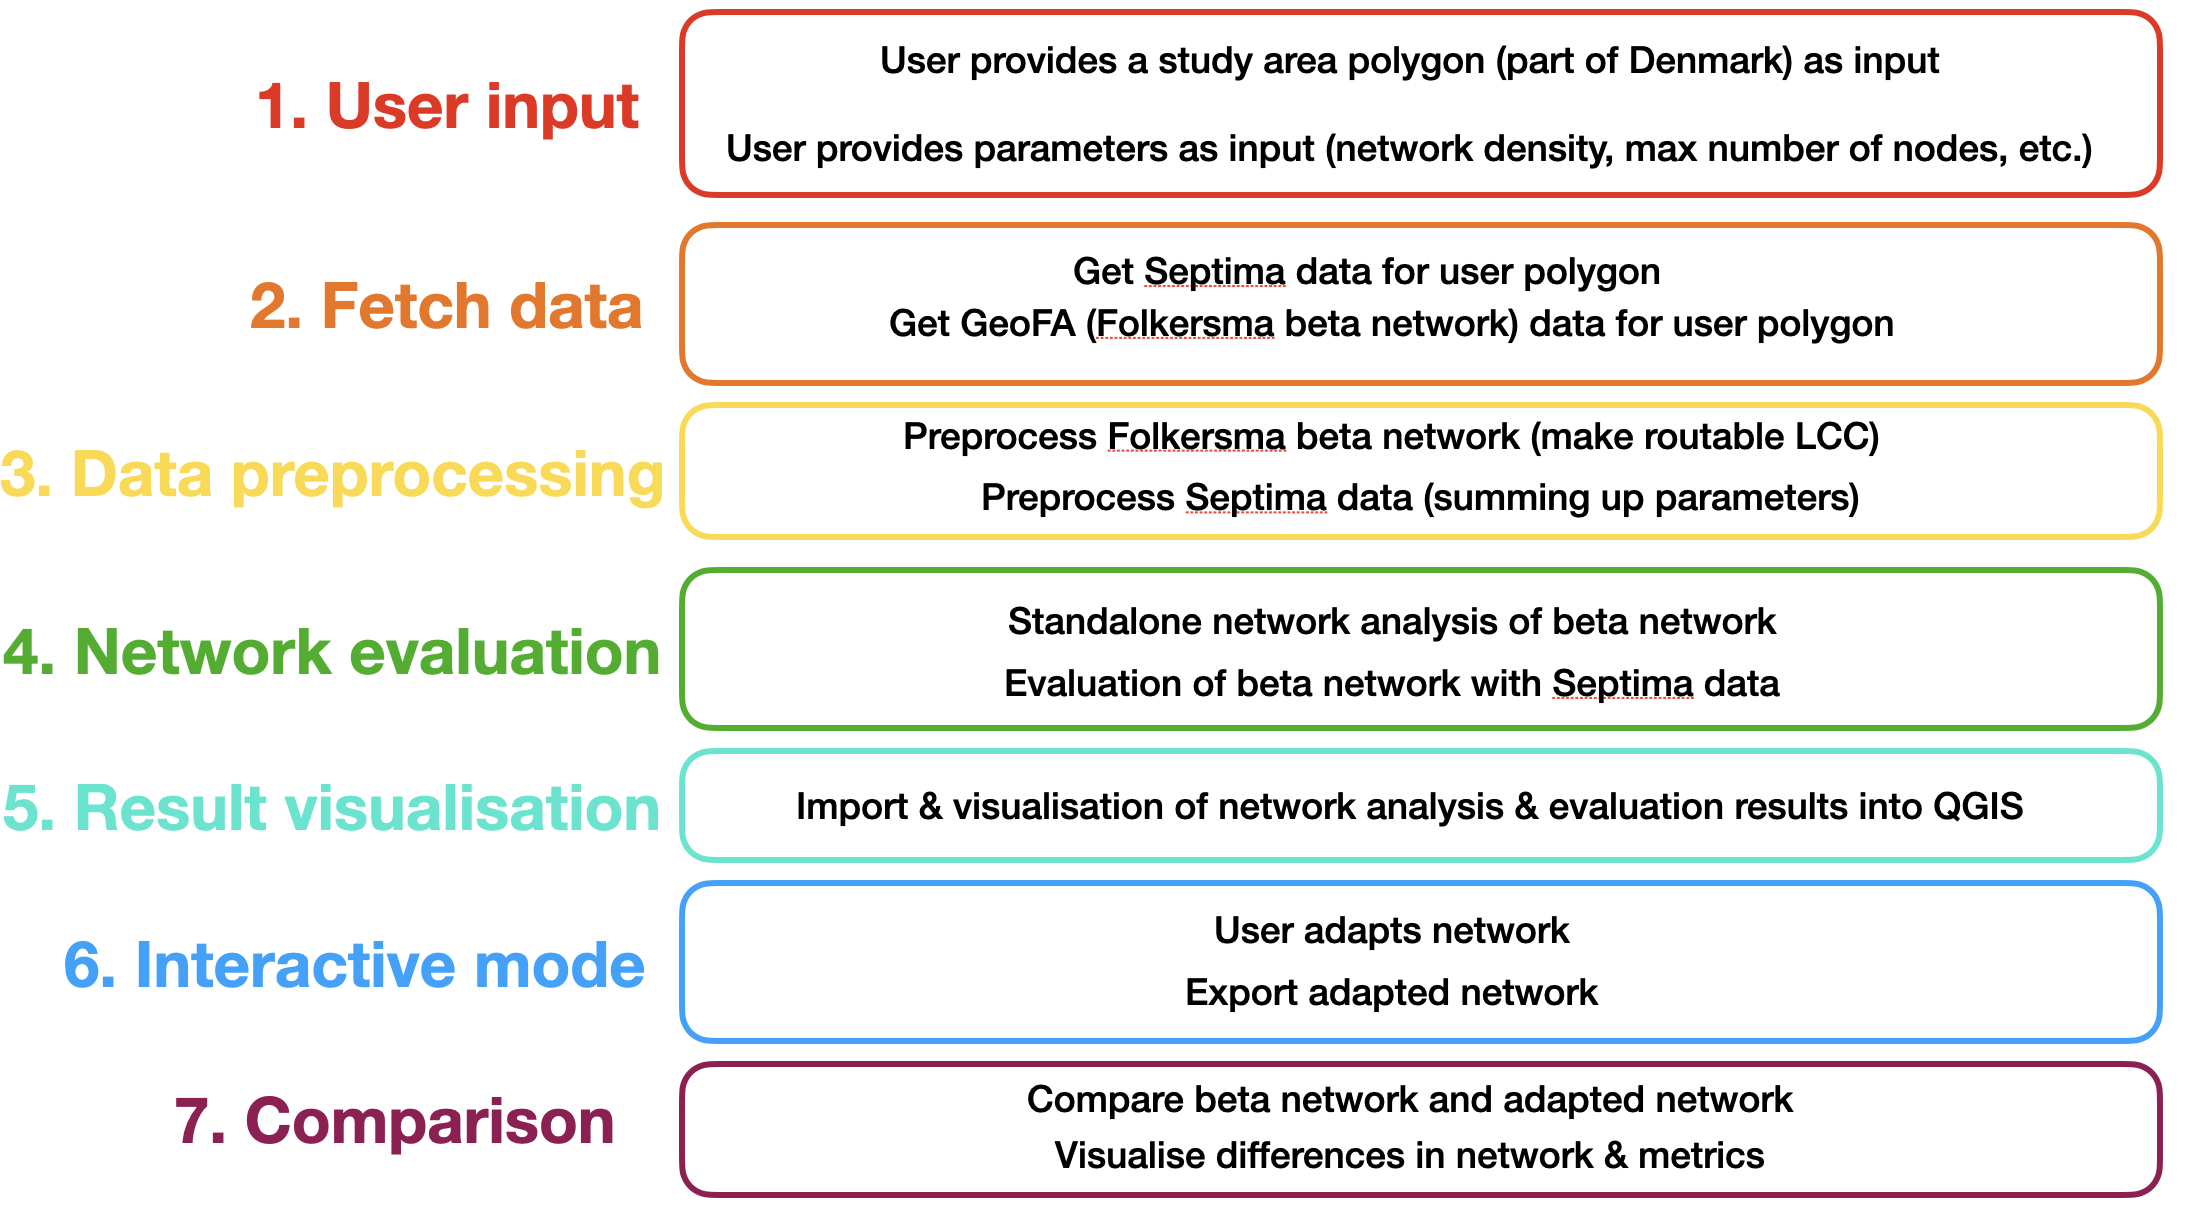 1. User input
User provides a study area polygon (part of Denmark) as input
User provides parameters as input (network density, max number of nodes, etc.)
2. Fetch data
Get Septima data for user polygon
Get GeoFA (Folkersma beta network) data for user polygon
3. Data preprocessing
Preprocess Folkersma beta network (make routable LCC)
Preprocess Septima data (summing up parameters)
4. Network evaluation
Standalone network analysis of beta network
Evaluation of beta network with Septima data
5. Result visualisation
Import & visualisation of network analysis & evaluation results into QGIS
6. Interactive mode
User adapts network
Export adapted network
7. Comparison
Compare beta network and adapted network
Visualise differences in network & metrics